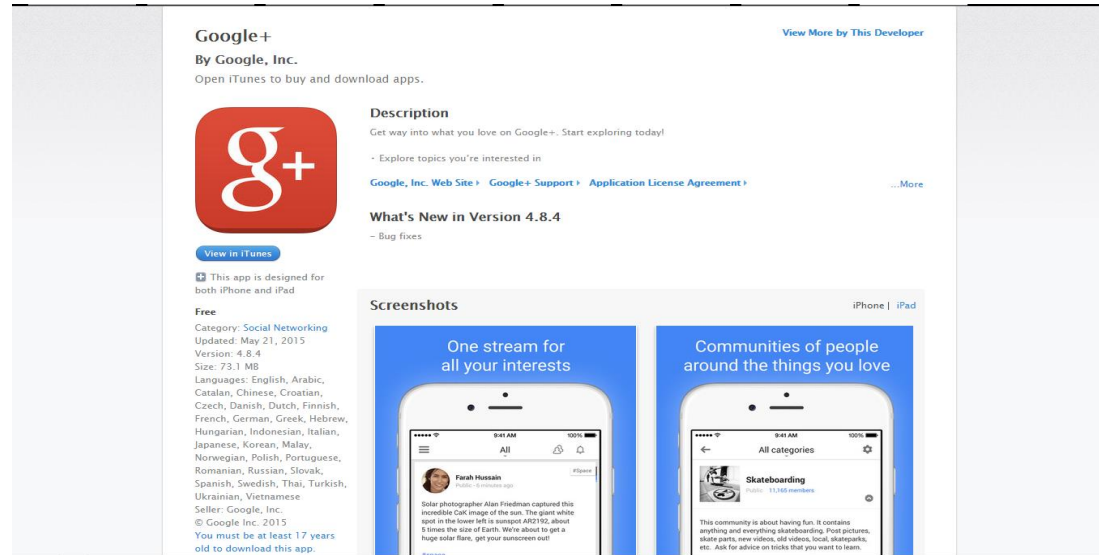 Google+
View More by This Developer
By Google, Inc.
Open iTunes to buy and download apps.
g+
View in iTunes
This app is designed for
both iPhone and iPad
Free
Category: Social Networking
Updated: May 21, 2015
Version: 4.8.4
Size: 73.1 MB
Languages: English, Arabic,
Catalan, Chinese, Croatian,
Czech, Danish, Dutch, Finnish,
French, German, Greek, Hebrew,
Hungarian, Indonesian, Italian,
Japanese, Korean, Malay,
Norwegian, Polish, Portuguese,
Romanian, Russian, Slovak,
Spanish, Swedish, Thai, Turkish,
Ukrainian, Vietnamese
Seller: Google, Inc.
© Google Inc. 2015
You must be at least 17 years
old to download this app.
Description
Get way into what you love on Google+. Start exploring today!
· Explore topics you're interested in
Google, Inc. Web Site Google+ Support Application License Agreement
...More
What's New in Version 4.8.4
– Bug fixes
Screenshots
iPhone | iPad
One stream for
all your interests
9:41 AM 100%
All
#Space
Farah Hussain
Public · 5 minutes ago
Solar photographer Alan Friedman captured this
incredible CaK image of the sun. The giant white
spot in the lower left is sunspot AR2192, about
5 times the size of Earth. We're about to get a
huge solar flare, get your sunscreen out!
Communities of people
around the things you love
9:41 AM 100%
All categories
Skateboarding
Public 11,165 members
This community is about having fun. It contains
anything and everything skateboarding. Post pictures,
skate parts, new videos, old videos, local, skateparks,
etc. Ask for advice on tricks that you want to learn.